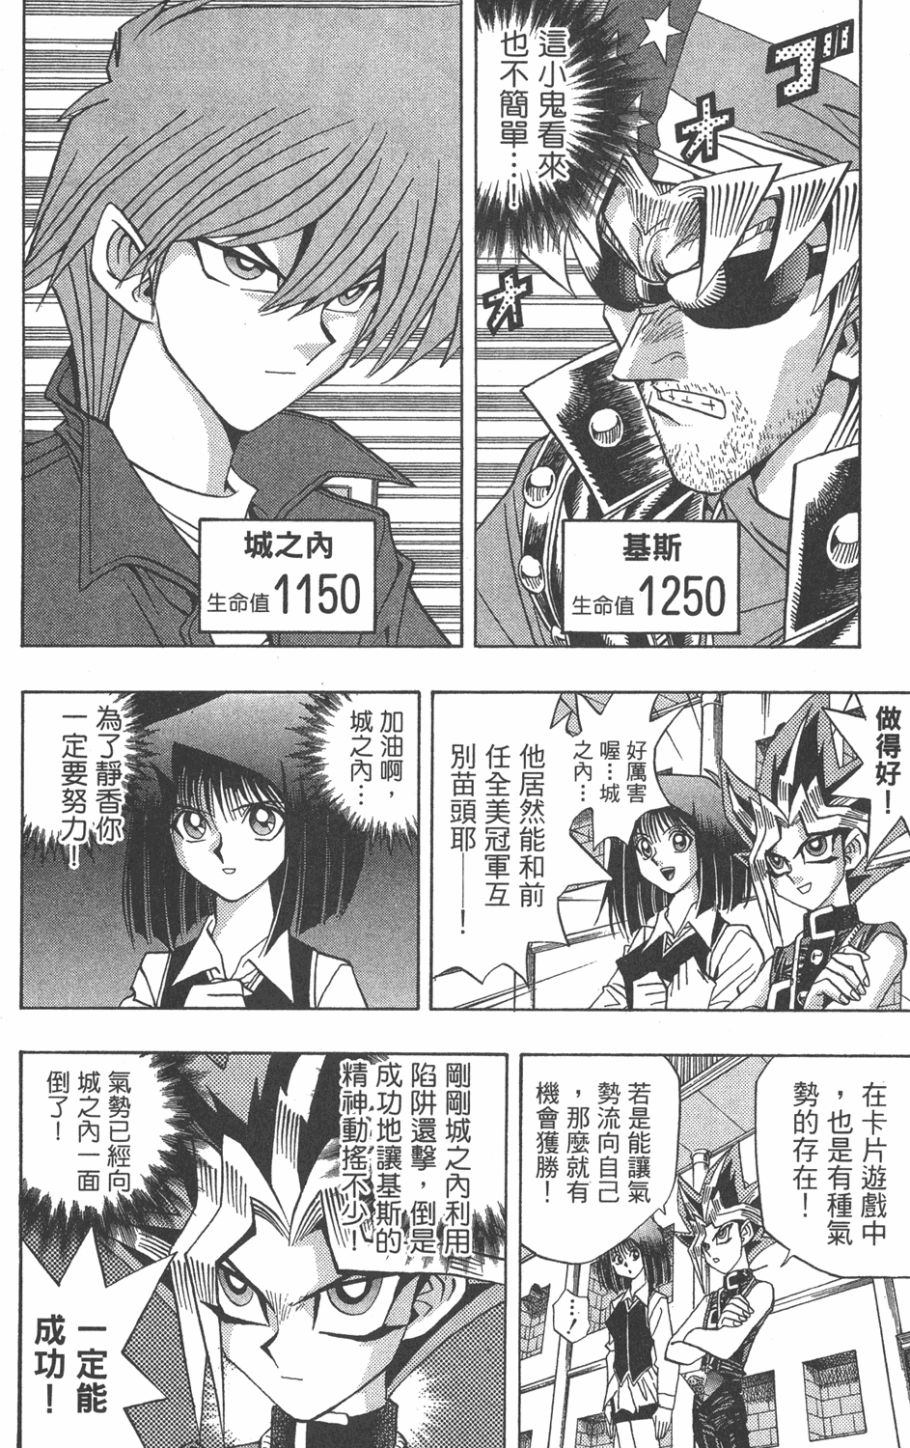 ゴ
オ
オ
這小鬼看來
也不簡單⋯！
基斯
生命值1250
城之內
生命值1150
做得好！
好厲害
喔⋯城
之內⋯
他居然能和前
任全美冠軍互
別苗頭耶──！
加油啊，
城之內⋯
為了靜香你
一定要努力！
在卡片遊戲中
，也是有種氣
勢的存在！
若是能讓氣
勢流向自己
，那麼就有
機會獲勝！
⋯！
剛剛城之內利用
陷阱還擊，倒是
成功地讓基斯的
精神動搖不少！
氣勢已經向
城之內一面
倒了！
一定能
成功！